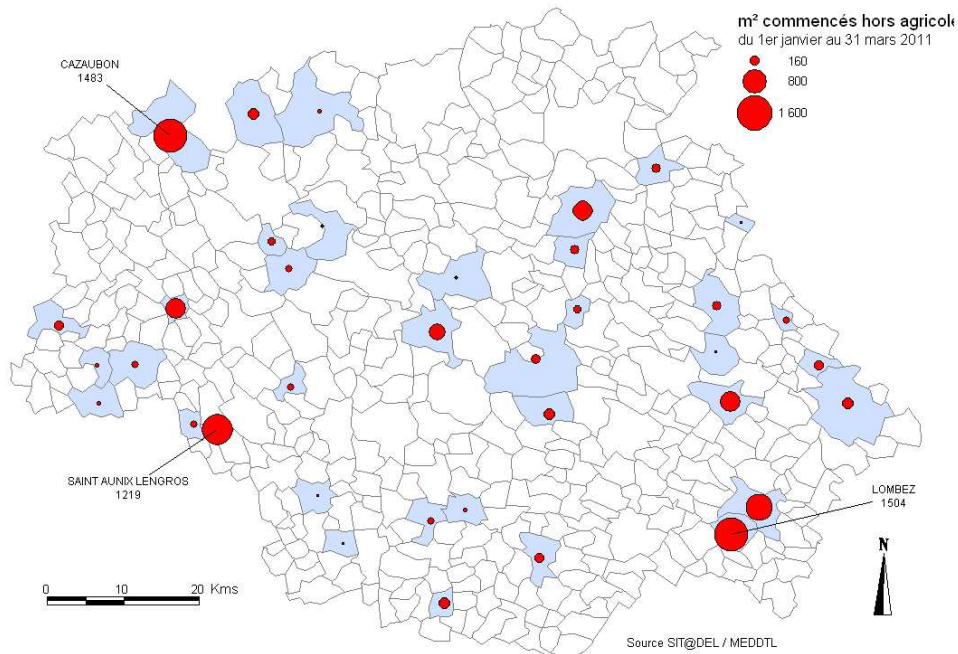 m² commencés hors agricole
du 1er janvier au 31 mars 2011
160
800
1 600
CAZAUBON
1483
SAINT AUNIX LENGROS
1219
LOMBEZ
1504
N
0 10 20 Kms
Source SIT@DEL / MEDDTL